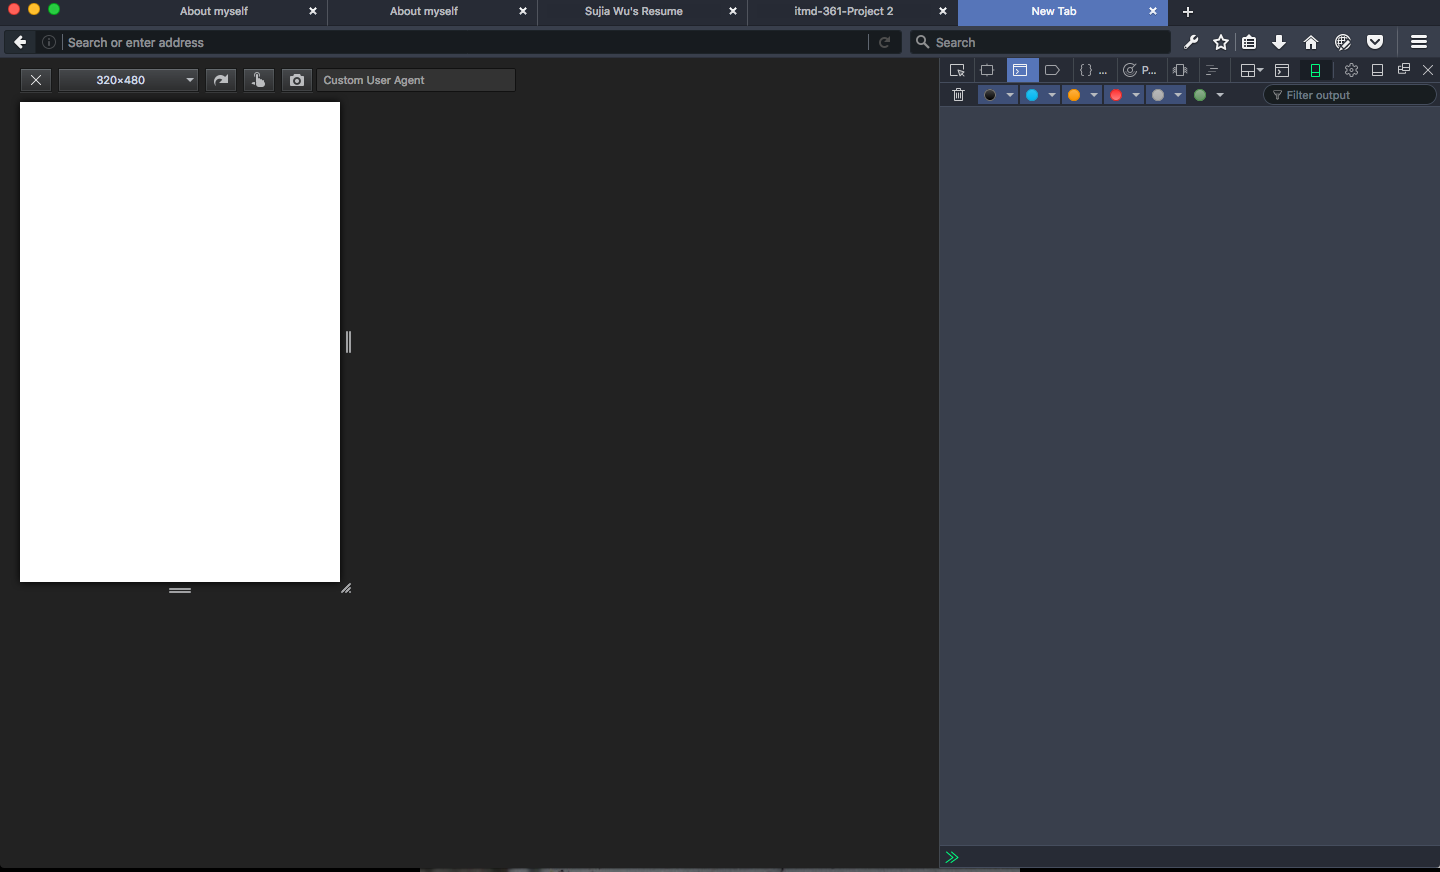 About myself
About myself
Sujia Wu's Resume
itmd-361-Project 2
New Tab
Search or enter address
Search
320×480
Custom User Agent
{ } ...
P...
Filter output